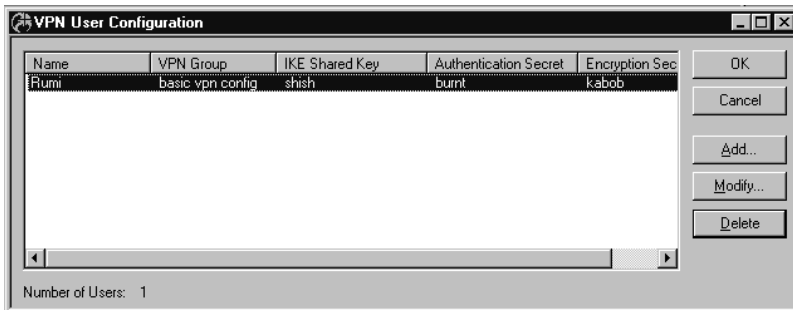 VPN User Configuration
Name VPN Group IKE Shared Key Authentication Secret Encryption Sec
Rumi basic vpn config shish burnt kabob
OK
Cancel
Add...
Modify...
Delete
Number of Users: 1